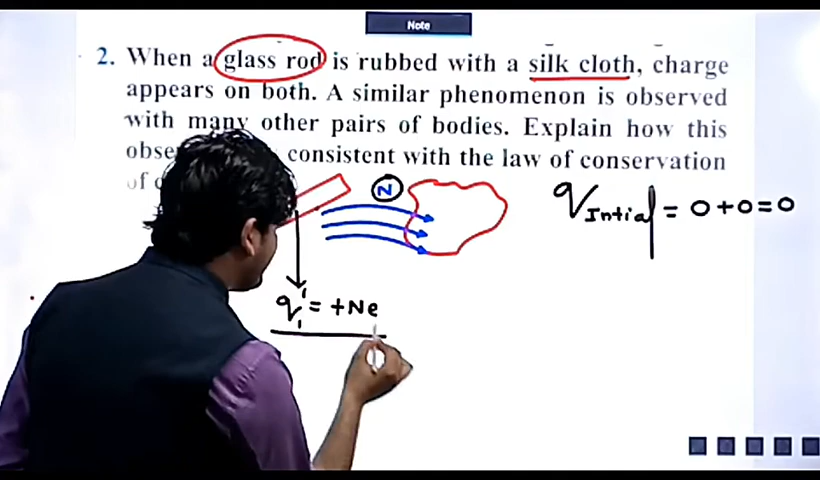 Note
2. When a glass rod is rubbed with a silk cloth, charge
appears on both. A similar phenomenon is observed
with many other pairs of bodies. Explain how this
consistent with the law of conservation
of
N
q Intial = 0 + 0 = 0
q₁' = +Ne